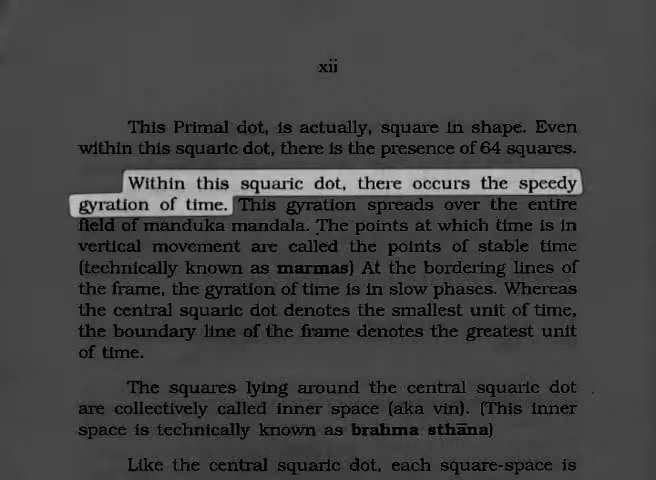 xii
This Primal dot, is actually, square in shape. Even
within this squaric dot, there is the presence of 64 squares.
Within this squaric dot, there occurs the speedy
gyration of time. This gyration spreads over the entire
field of manduka mandala. The points at which time is in
vertical movement are called the points of stable time
(technically known as marmas) At the bordering lines of
the frame, the gyration of time is in slow phases. Whereas
the central squaric dot denotes the smallest unit of time,
the boundary line of the frame denotes the greatest unit
of time.
The squares lying around the central squaric dot
are collectively called inner space (aka vin). (This inner
space is technically known as brahma sthāna)
Like the central squaric dot, each square-space is